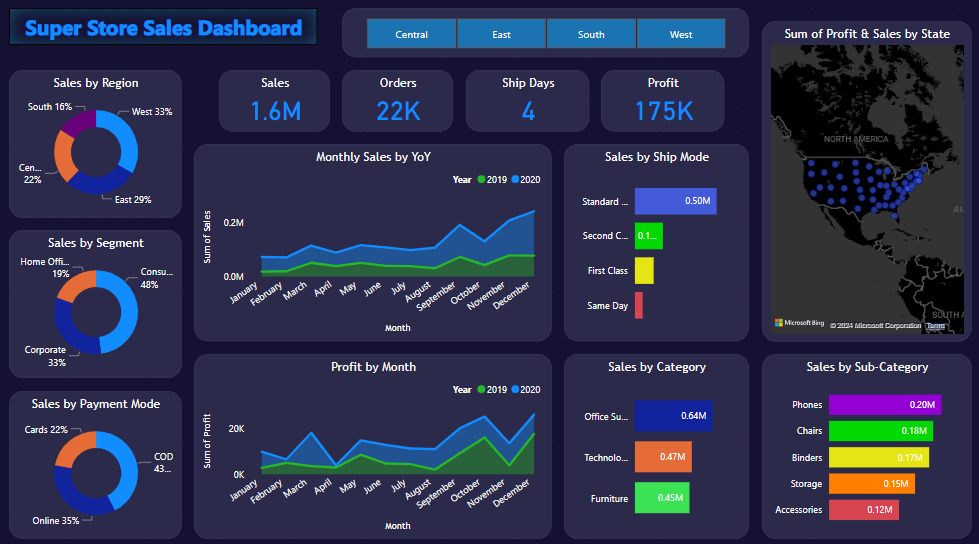 Super Store Sales Dashboard
Central East South West
Sum of Profit & Sales by State
Sales by Region
South 16%
West 33%
Cen...
22%
East 29%
Sales
1.6M
Orders
22K
Ship Days
4
Profit
175K
Monthly Sales by YoY
Year 2019 2020
Sum of Sales
0.2M
0.0M
January
February
March
April
May
June
July
August
September
October
November
December
Month
Sales by Ship Mode
Standard ... 0.50M
Second C... 0.1...
First Class
Same Day
NORTH AMERICA
At
SOUTH A
Microsoft Bing
© 2024 Microsoft Corporation Terms
Sales by Segment
Home Offi...
19%
Consu...
48%
Corporate
33%
Sales by Payment Mode
Cards 22%
COD
43...
Online 35%
Profit by Month
Year 2019 2020
Sum of Profit
20K
0K
January
February
March
April
May
June
July
August
September
October
November
December
Month
Sales by Category
Office Su... 0.64M
Technolo... 0.47M
Furniture 0.45M
Sales by Sub-Category
Phones 0.20M
Chairs 0.18M
Binders 0.17M
Storage 0.15M
Accessories 0.12M